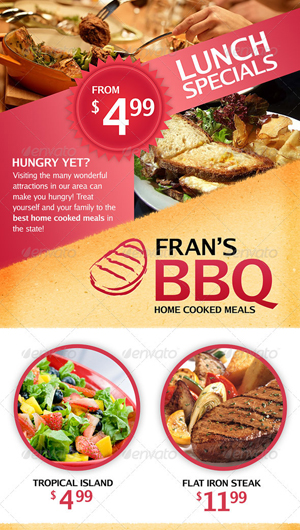 LUNCH
SPECIALS
FROM
$4.99
HUNGRY YET?
Visiting the many wonderful
attractions in our area can
make you hungry! Treat
yourself and your family to the
best home cooked meals in
the state!
FRAN'S
BBQ
HOME COOKED MEALS
TROPICAL ISLAND
$4.99
FLAT IRON STEAK
$11.99